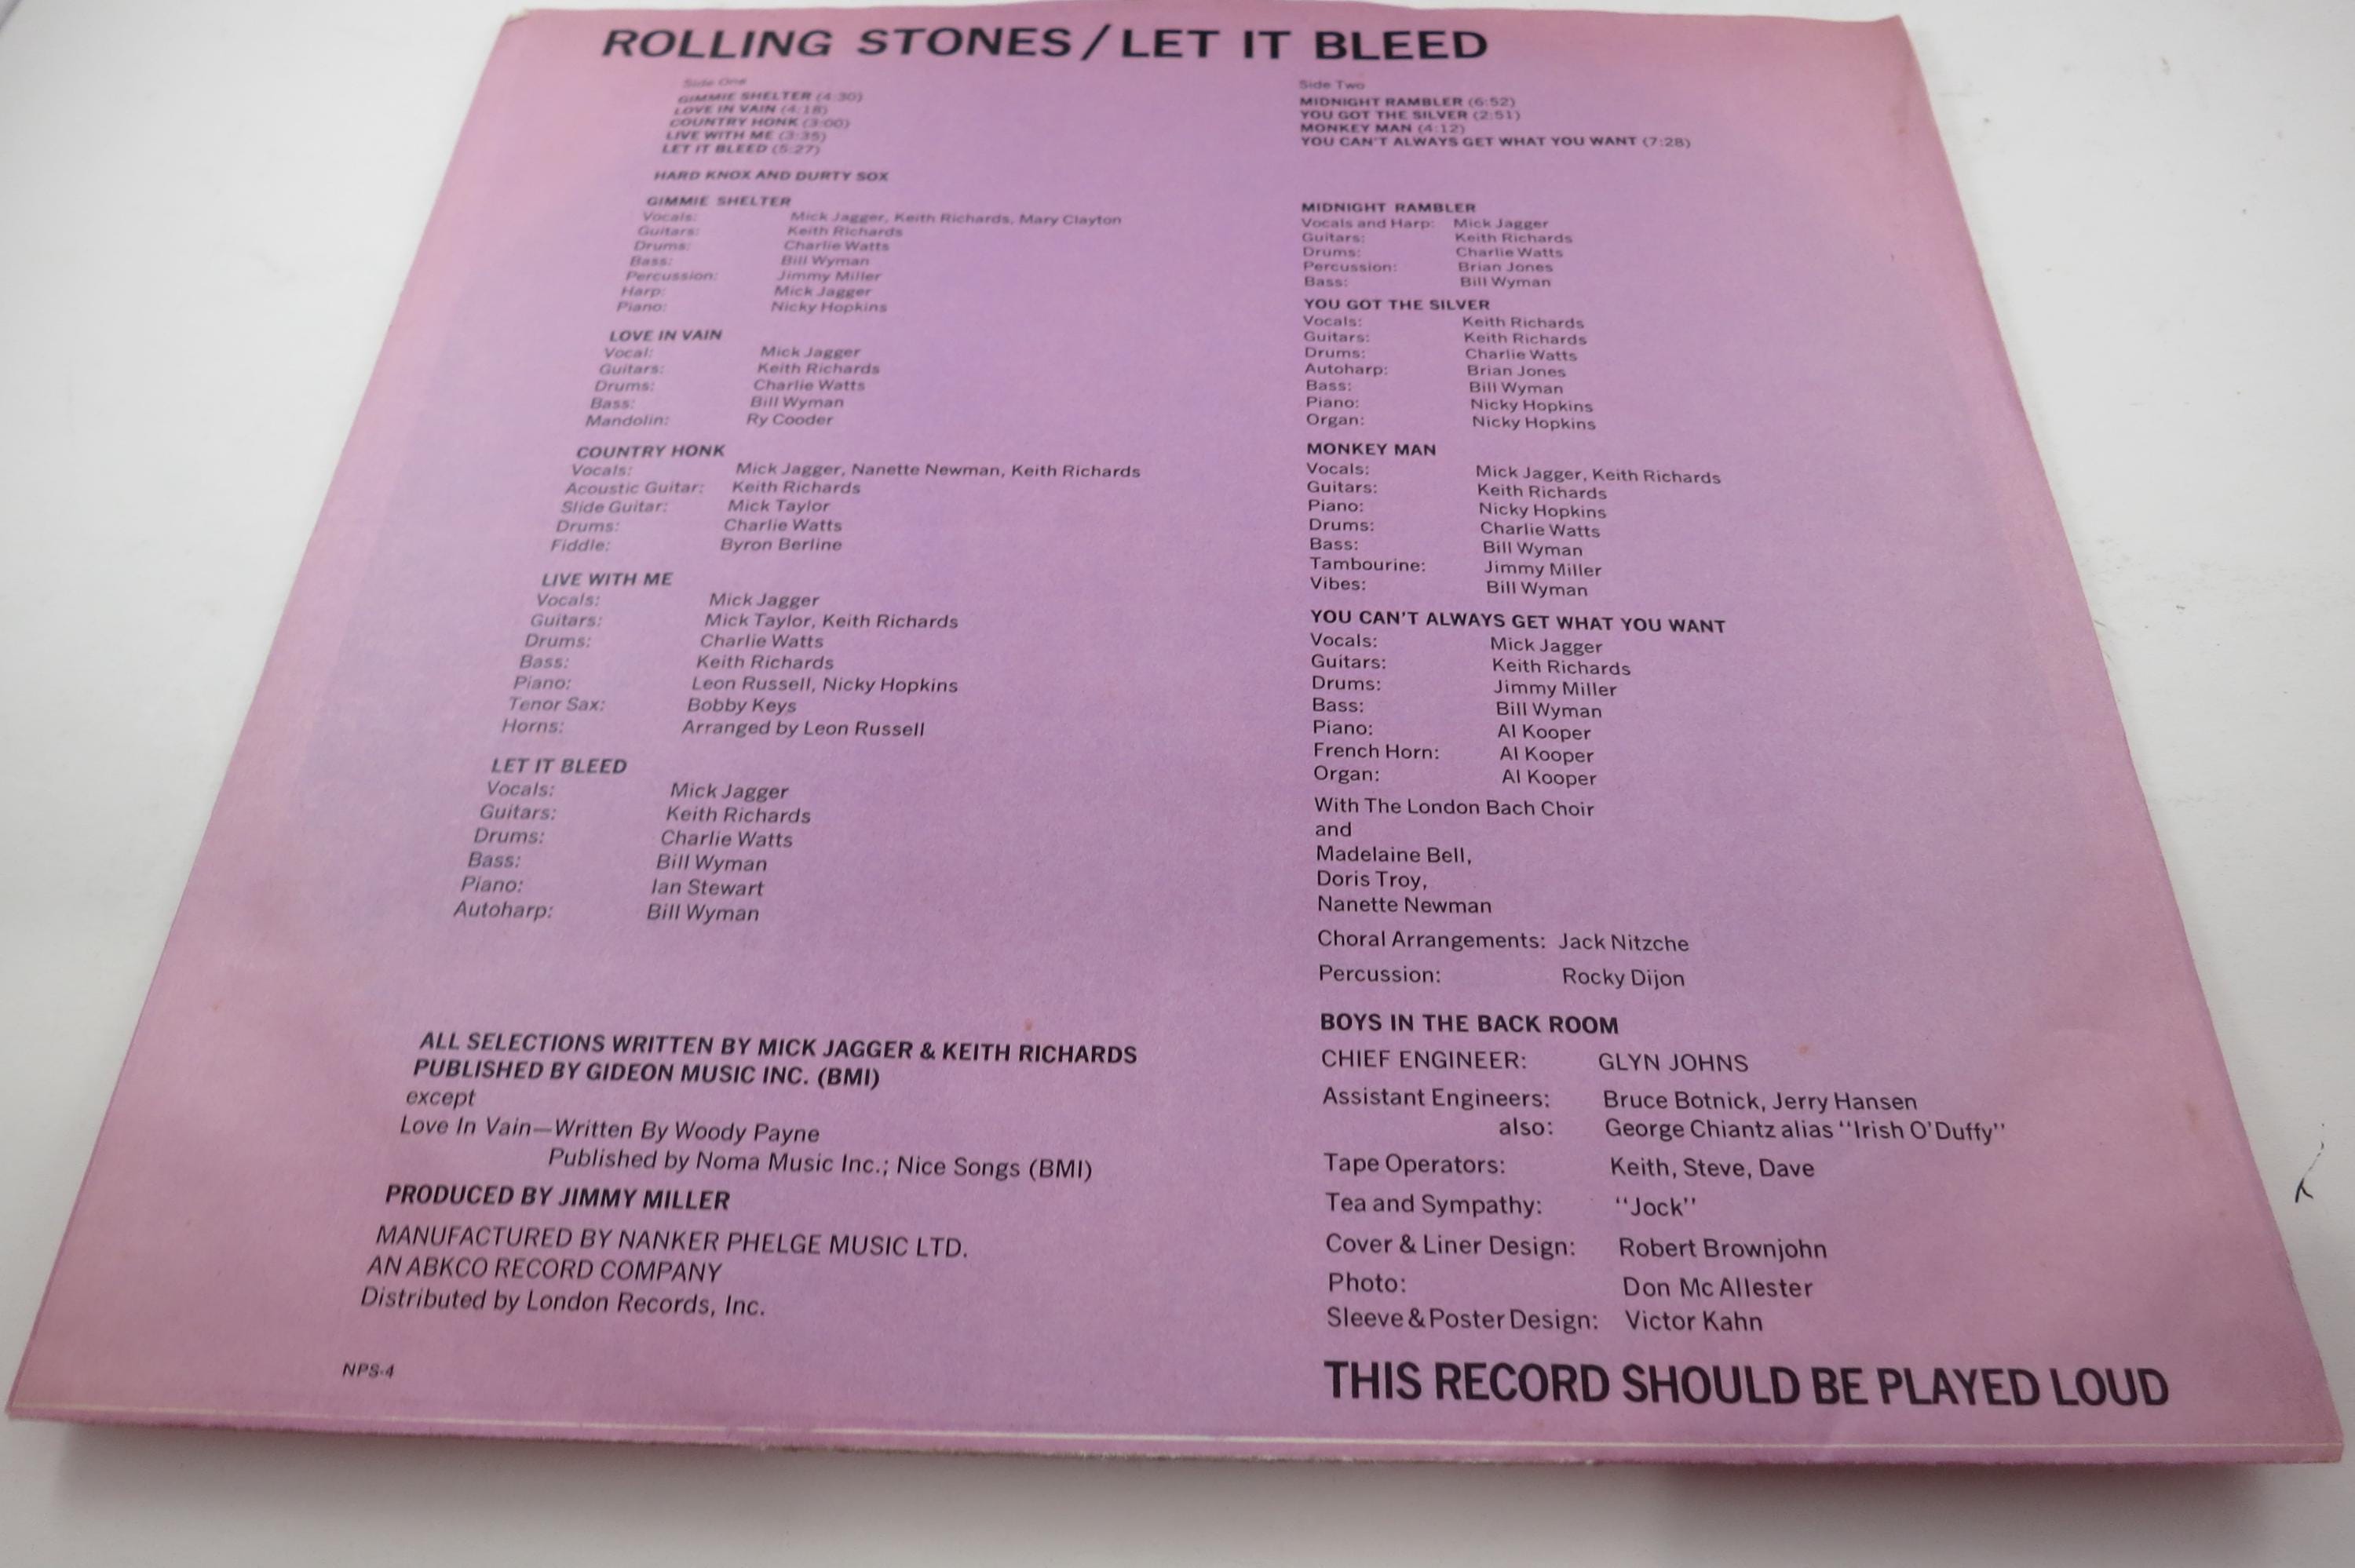 ROLLING STONES / LET IT BLEED
Side One
GIMMIE SHELTER (4:30)
LOVE IN VAIN (4:18)
COUNTRY HONK (3:00)
LIVE WITH ME (3:35)
LET IT BLEED (5:27)
HARD KNOX AND DURTY SOX
GIMMIE SHELTER
Vocals: Mick Jagger, Keith Richards, Mary Clayton
Guitars: Keith Richards
Drums: Charlie Watts
Bass: Bill Wyman
Percussion: Jimmy Miller
Harp: Mick Jagger
Piano: Nicky Hopkins
LOVE IN VAIN
Vocal: Mick Jagger
Guitars: Keith Richards
Drums: Charlie Watts
Bass: Bill Wyman
Mandolin: Ry Cooder
COUNTRY HONK
Vocals: Mick Jagger, Nanette Newman, Keith Richards
Acoustic Guitar: Keith Richards
Slide Guitar: Mick Taylor
Drums: Charlie Watts
Fiddle: Byron Berline
LIVE WITH ME
Vocals: Mick Jagger
Guitars: Mick Taylor, Keith Richards
Drums: Charlie Watts
Bass: Keith Richards
Piano: Leon Russell, Nicky Hopkins
Tenor Sax: Bobby Keys
Horns: Arranged by Leon Russell
LET IT BLEED
Vocals: Mick Jagger
Guitars: Keith Richards
Drums: Charlie Watts
Bass: Bill Wyman
Piano: Ian Stewart
Autoharp: Bill Wyman
ALL SELECTIONS WRITTEN BY MICK JAGGER & KEITH RICHARDS
PUBLISHED BY GIDEON MUSIC INC. (BMI)
except
Love In Vain—Written By Woody Payne
Published by Noma Music Inc.; Nice Songs (BMI)
PRODUCED BY JIMMY MILLER
MANUFACTURED BY NANKER PHELGE MUSIC LTD.
AN ABKCO RECORD COMPANY
Distributed by London Records, Inc.
NPS-4
Side Two
MIDNIGHT RAMBLER (6:52)
YOU GOT THE SILVER (2:51)
MONKEY MAN (4:12)
YOU CAN'T ALWAYS GET WHAT YOU WANT (7:28)
MIDNIGHT RAMBLER
Vocals and Harp: Mick Jagger
Guitars: Keith Richards
Drums: Charlie Watts
Percussion: Brian Jones
Bass: Bill Wyman
YOU GOT THE SILVER
Vocals: Keith Richards
Guitars: Keith Richards
Drums: Charlie Watts
Autoharp: Brian Jones
Bass: Bill Wyman
Piano: Nicky Hopkins
Organ: Nicky Hopkins
MONKEY MAN
Vocals: Mick Jagger, Keith Richards
Guitars: Keith Richards
Piano: Nicky Hopkins
Drums: Charlie Watts
Bass: Bill Wyman
Tambourine: Jimmy Miller
Vibes: Bill Wyman
YOU CAN'T ALWAYS GET WHAT YOU WANT
Vocals: Mick Jagger
Guitars: Keith Richards
Drums: Jimmy Miller
Bass: Bill Wyman
Piano: Al Kooper
French Horn: Al Kooper
Organ: Al Kooper
With The London Bach Choir
and
Madelaine Bell,
Doris Troy,
Nanette Newman
Choral Arrangements: Jack Nitzche
Percussion: Rocky Dijon
BOYS IN THE BACK ROOM
CHIEF ENGINEER: GLYN JOHNS
Assistant Engineers: Bruce Botnick, Jerry Hansen
also: George Chiantz alias "Irish O'Duffy"
Tape Operators: Keith, Steve, Dave
Tea and Sympathy: "Jock"
Cover & Liner Design: Robert Brownjohn
Photo: Don McAllester
Sleeve & Poster Design: Victor Kahn
THIS RECORD SHOULD BE PLAYED LOUD